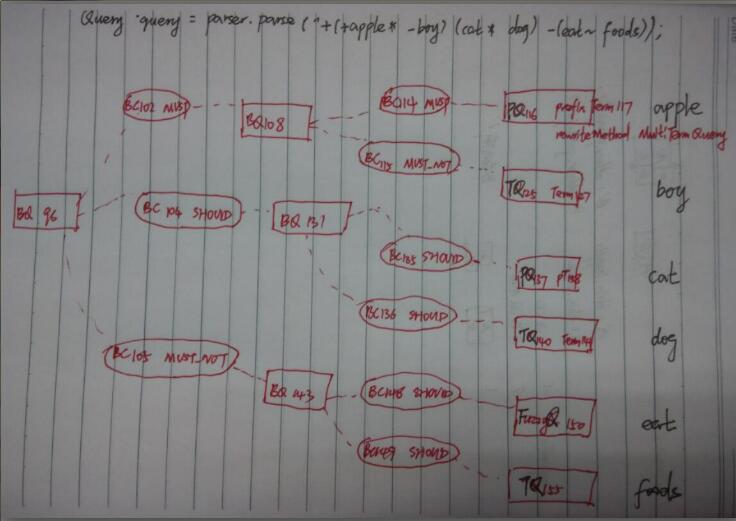 Query query = parser.parse("+(+apple* -boy) (cat* dog) -(eat~ foods)");
BC102 MUST
BQ108
BQ114 MUST
PQ116 prefix Term117
apple
rewriteMethod MultiTermQuery
BC115 MUST_NOT
TQ125 Term127
boy
BQ 96
BC 104 SHOULD
BQ 131
BC135 SHOULD
PQ137 PT138
cat
BC136 SHOULD
TQ140 Term141
dog
BC105 MUST_NOT
BQ 143
BC148 SHOULD
FuzzyQ 150
eat
BC149 SHOULD
TQ155
foods